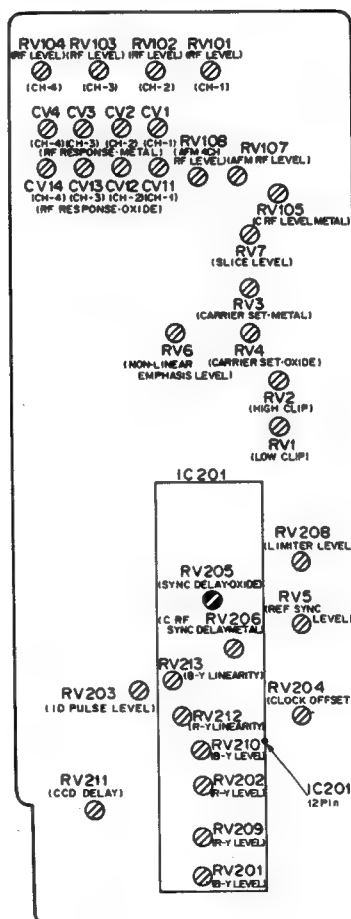 RV104 RV103 RV102 RV101
(RF LEVEL)(RF LEVEL) (RF LEVEL) (RF LEVEL)
(CH-4) (CH-3) (CH-2) (CH-1)
CV4 CV3 CV2 CV1
(CH-4) (CH-3) (CH-2) (CH-1)
(RF RESPONSE-METAL)
RV108
(AFM 4CH
RF LEVEL)
RV107
(AFM RF LEVEL)
CV14 CV13 CV12 CV11
(CH-4) (CH-3) (CH-2) (CH-1)
(RF RESPONSE-OXIDE)
RV105
(C RF LEVEL METAL)
RV7
(SLICE LEVEL)
RV3
(CARRIER SET-METAL)
RV6
(NON-LINEAR
EMPHASIS LEVEL)
RV4
(CARRIER SET-OXIDE)
RV2
(HIGH CLIP)
RV1
(LOW CLIP)
IC201
RV208
(LIMITER LEVEL)
RV205
(SYNC DELAY-OXIDE)
RV5
(REF SYNC
LEVEL)
RV206
(C RF
SYNC DELAY METAL)
RV213
(B-Y LINEARITY)
RV203
(ID PULSE LEVEL)
RV212
(R-Y LINEARITY)
RV204
(CLOCK OFFSET)
RV210
(B-Y LEVEL)
RV211
(CCD DELAY)
RV202
(R-Y LEVEL)
IC201
12Pin
RV209
(R-Y LEVEL)
RV201
(B-Y LEVEL)